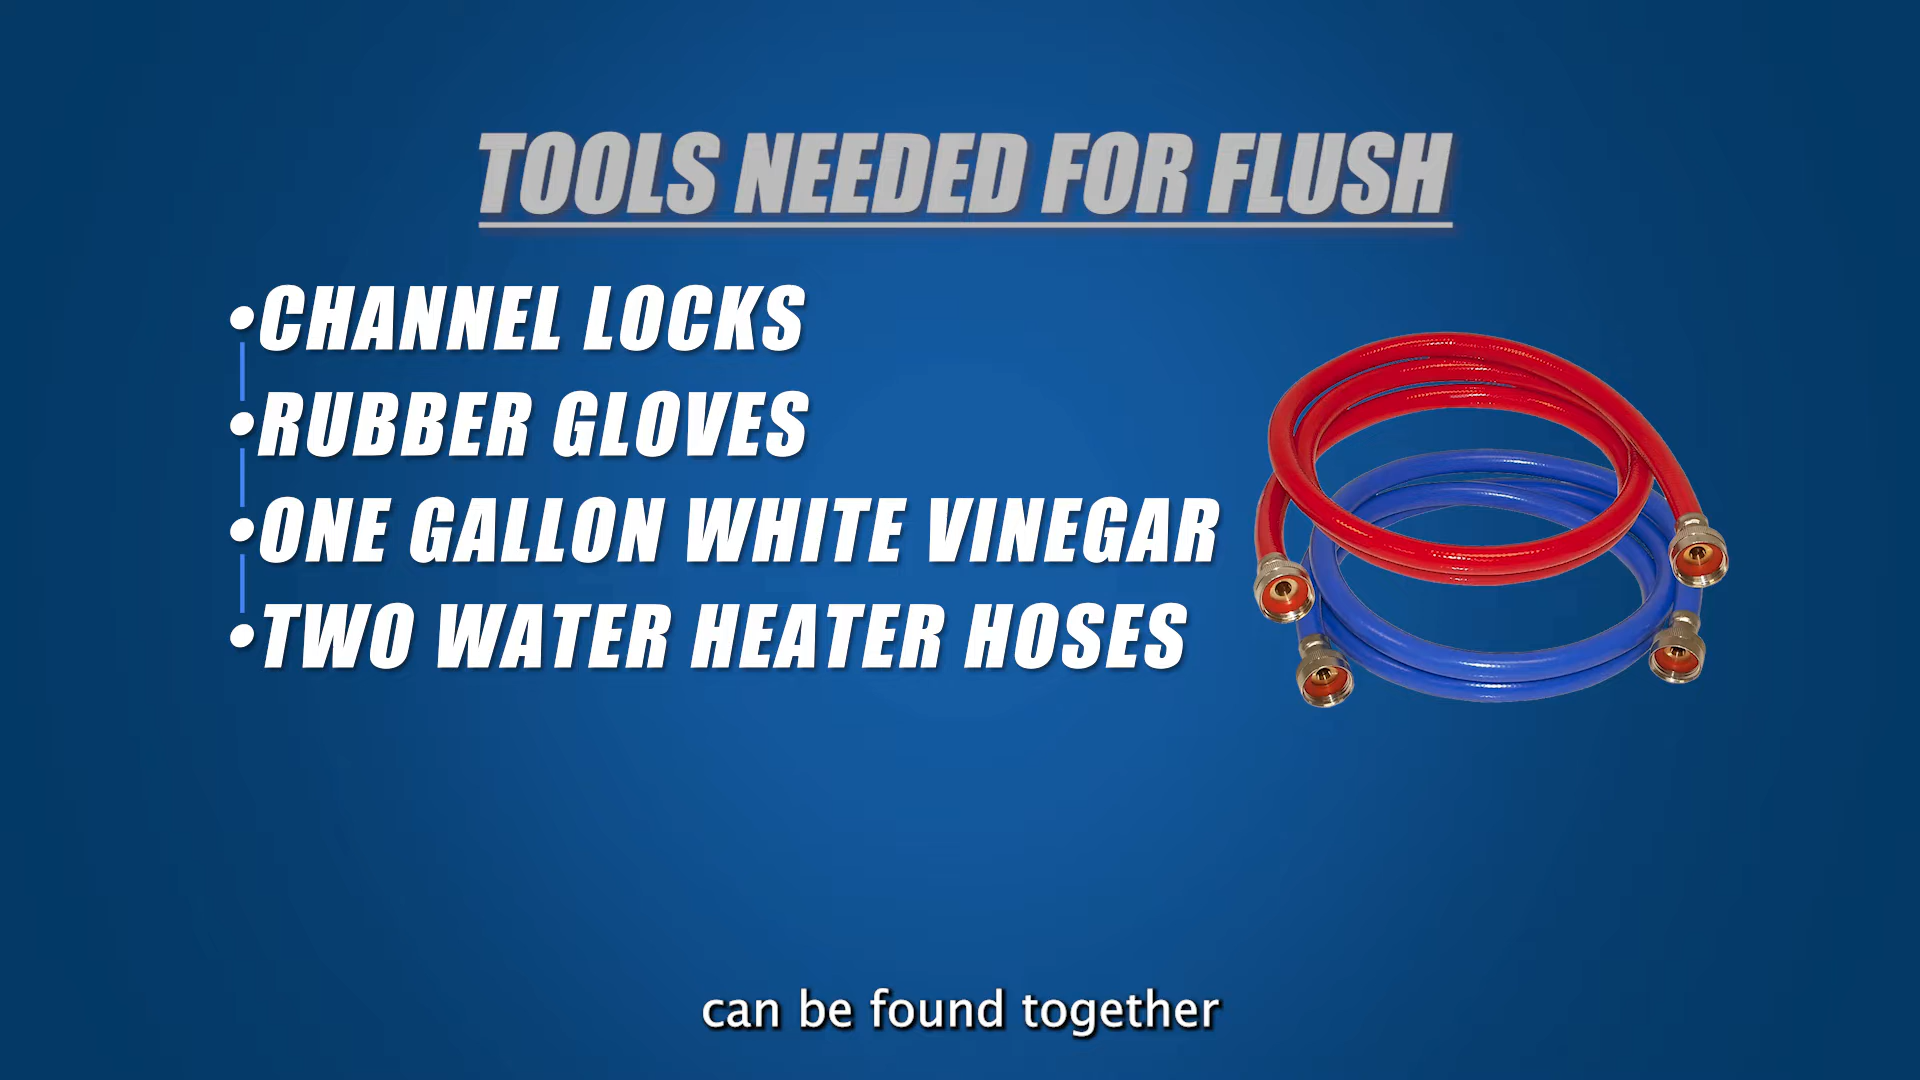 TOOLS NEEDED FOR FLUSH
•CHANNEL LOCKS
•RUBBER GLOVES
•ONE GALLON WHITE VINEGAR
•TWO WATER HEATER HOSES
can be found together